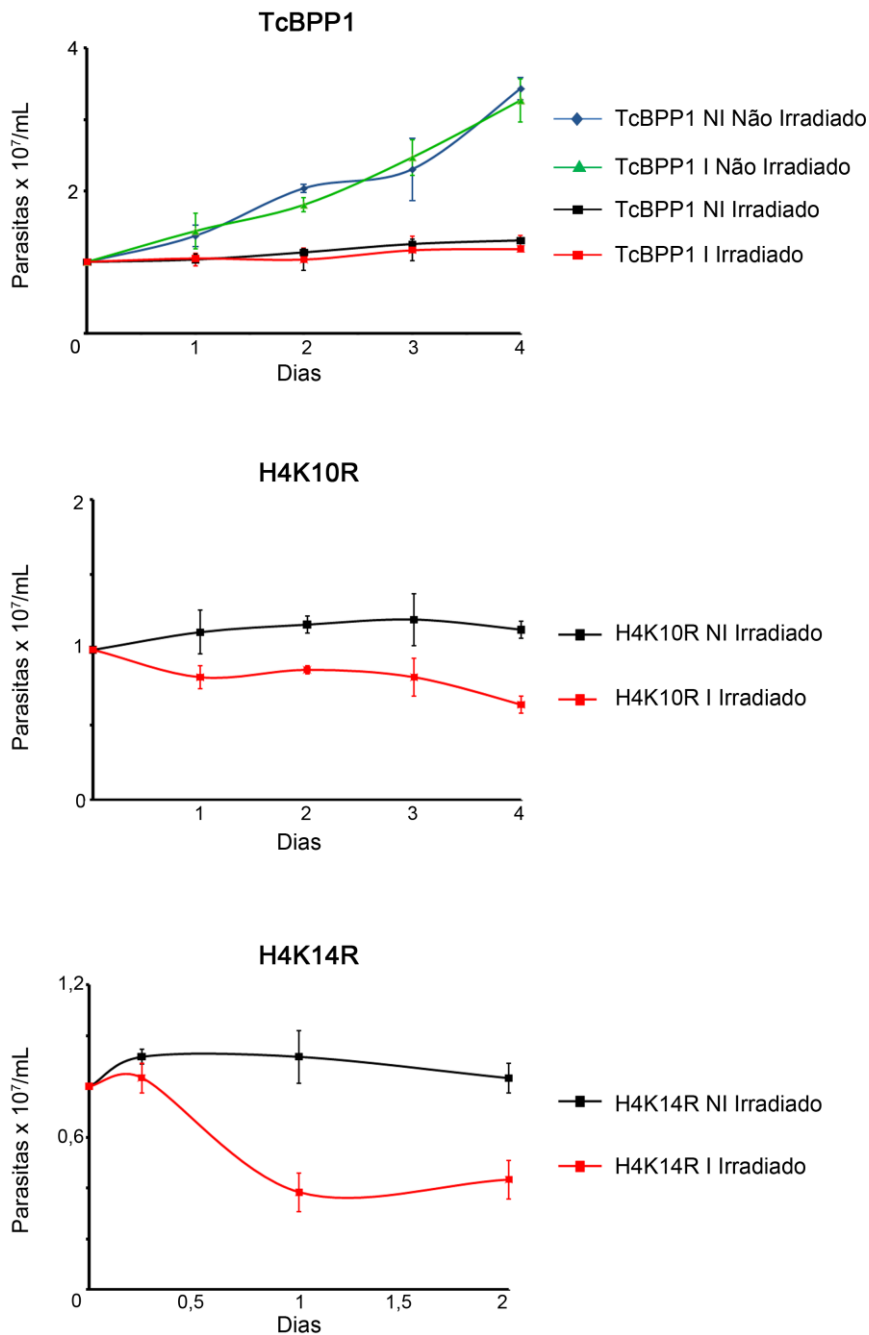 TcBPP1
4
2
0
1
2
3
4
Parasitas x 10⁷/mL
Dias
TcBPP1 NI Não Irradiado
TcBPP1 I Não Irradiado
TcBPP1 NI Irradiado
TcBPP1 I Irradiado
H4K10R
2
1
0
1
2
3
4
Parasitas x 10⁷/mL
Dias
H4K10R NI Irradiado
H4K10R I Irradiado
H4K14R
1,2
0,6
0
0,5
1
1,5
2
Parasitas x 10⁷/mL
Dias
H4K14R NI Irradiado
H4K14R I Irradiado